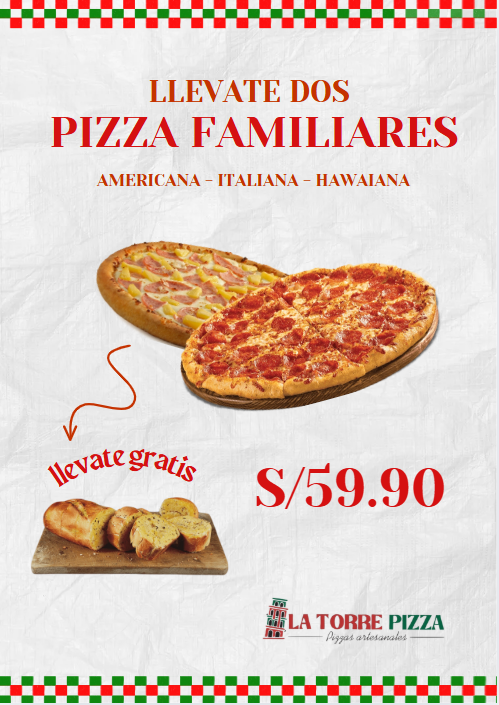 LLEVATE DOS
PIZZA FAMILIARES
AMERICANA - ITALIANA - HAWAIANA
llevate gratis
S/59.90
LA TORRE PIZZA
Pizzas artesanales